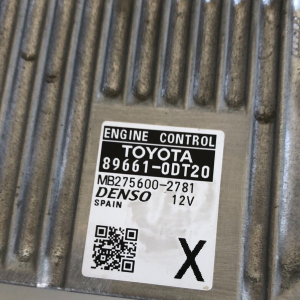 ENGINE CONTROL
TOYOTA
89661-0DT20
MB275600-2781
DENSO 12V
SPAIN
X